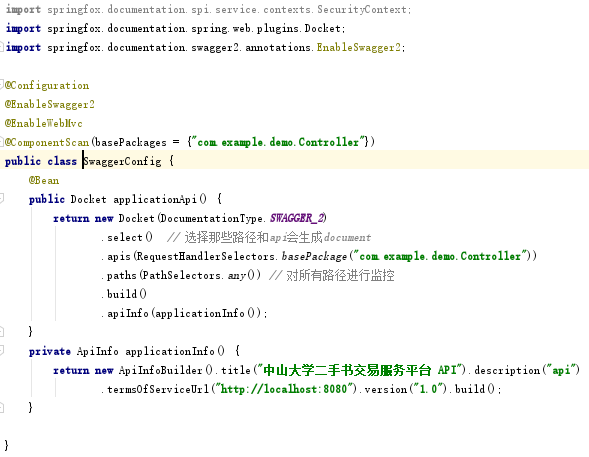 import springfox.documentation.spi.service.contexts.SecurityContext;
import springfox.documentation.spring.web.plugins.Docket;
import springfox.documentation.swagger2.annotations.EnableSwagger2;
@Configuration
@EnableSwagger2
@EnableWebMvc
@ComponentScan(basePackages = {"com.example.demo.Controller"})
public class SwaggerConfig {
@Bean
public Docket applicationApi() {
return new Docket(DocumentationType.SWAGGER_2)
.select() // 选择那些路径和api会生成document
.apis(RequestHandlerSelectors.basePackage("com.example.demo.Controller"))
.paths(PathSelectors.any()) // 对所有路径进行监控
.build()
.apiInfo(applicationInfo());
}
private ApiInfo applicationInfo() {
return new ApiInfoBuilder().title("中山大学二手书交易服务平台 API").description("api")
.termsOfServiceUrl("http://localhost:8080").version("1.0").build();
}
}